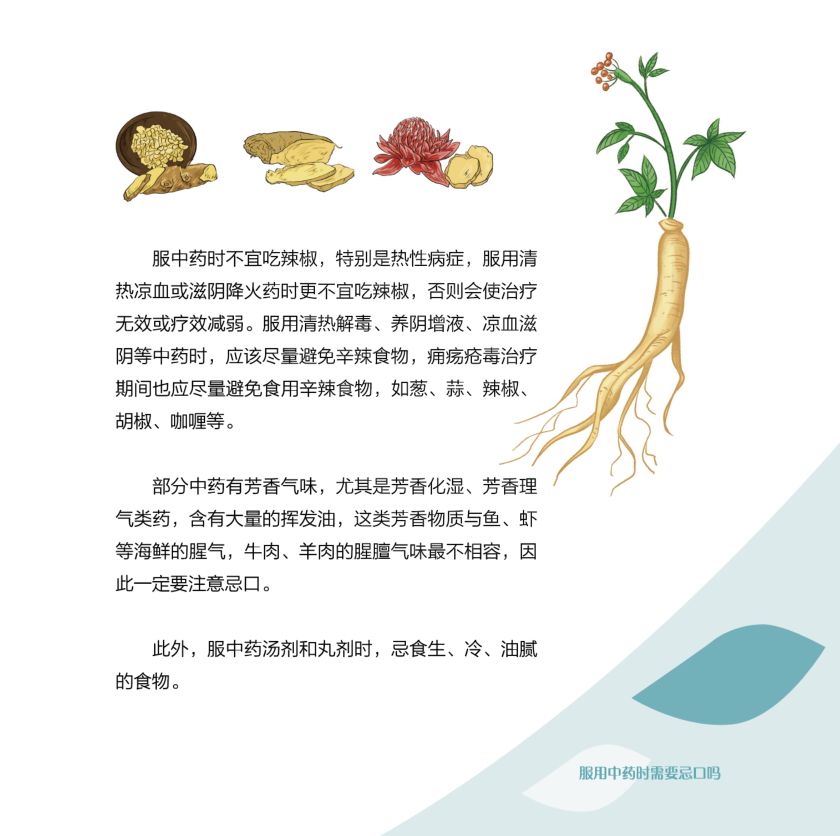 服中药时不宜吃辣椒，特别是热性病症，服用清
热凉血或滋阴降火药时更不宜吃辣椒，否则会使治疗
无效或疗效减弱。服用清热解毒、养阴增液、凉血滋
阴等中药时，应该尽量避免辛辣食物，痈疡疮毒治疗
期间也应尽量避免食用辛辣食物，如葱、蒜、辣椒、
胡椒、咖喱等。
部分中药有芳香气味，尤其是芳香化湿、芳香理
气类药，含有大量的挥发油，这类芳香物质与鱼、虾
等海鲜的腥气，牛肉、羊肉的腥膻气味最不相容，因
此一定要注意忌口。
此外，服中药汤剂和丸剂时，忌食生、冷、油腻
的食物。
服用中药时需要忌口吗